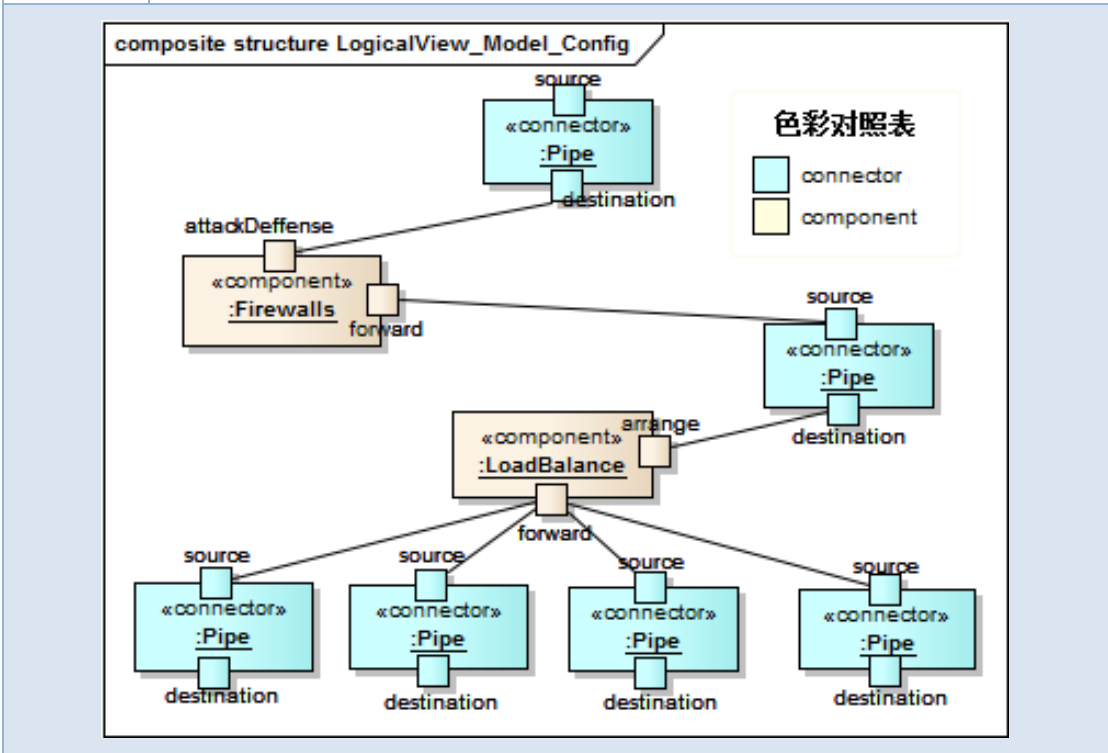 composite structure LogicalView_Model_Config
source
«connector»
:Pipe
destination
色彩对照表
connector
component
attackDeffense
«component»
:Firewalls
forward
source
«connector»
:Pipe
destination
arrange
«component»
:LoadBalance
forward
source
«connector»
:Pipe
destination
source
«connector»
:Pipe
destination
source
«connector»
:Pipe
destination
source
«connector»
:Pipe
destination